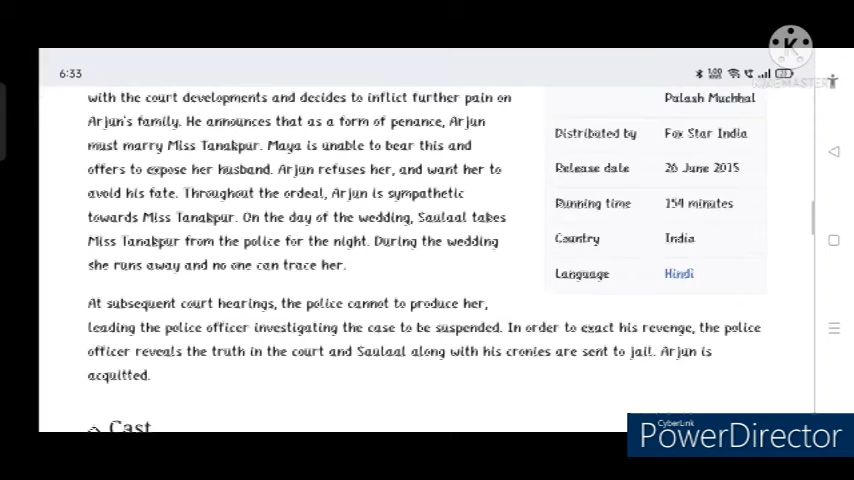 6:33
KINEMASTER
with the court developments and decides to inflict further pain on
Arjun's family. He announces that as a form of penance, Arjun
must marry Miss Tanakpur. Maya is unable to bear this and
offers to expose her husband. Arjun refuses her, and want her to
avoid his fate. Throughout the ordeal, Arjun is sympathetic
towards Miss Tanakpur. On the day of the wedding, Saulaal takes
Miss Tanakpur from the police for the night. During the wedding
she runs away and no one can trace her.
Palash Muchhal
Distributed by Fox Star India
Release date 26 June 2015
Running time 154 minutes
Country India
Language Hindi
At subsequent court hearings, the police cannot to produce her,
leading the police officer investigating the case to be suspended. In order to exact his revenge, the police
officer reveals the truth in the court and Saulaal along with his cronies are sent to jail. Arjun is
acquitted.
Cast
CyberLink
PowerDirector